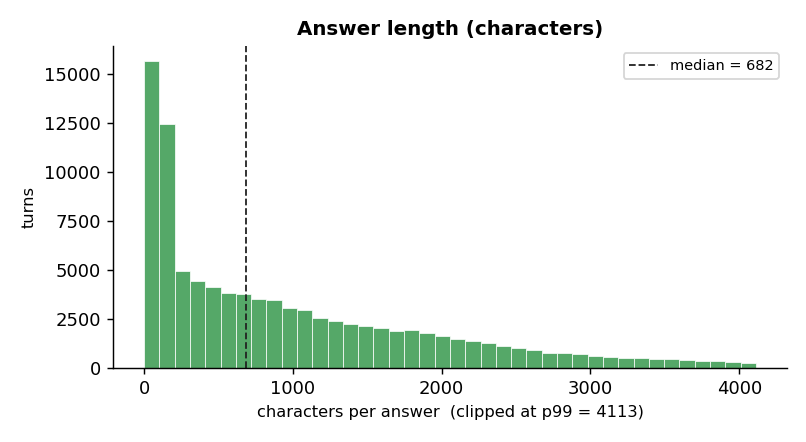 Answer length (characters)
median = 682
15000
12500
10000
7500
5000
2500
0
turns
0 1000 2000 3000 4000
characters per answer (clipped at p99 = 4113)